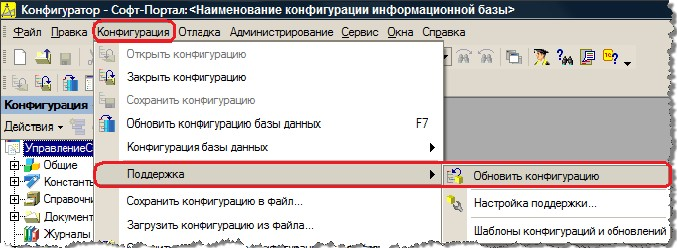 Конфигуратор - Софт-Портал:<Наименование конфигурации информационной базы>
Файл Правка Конфигурация Отладка Администрирование Сервис Окна Справка
Открыть конфигурацию
Закрыть конфигурацию
Сохранить конфигурацию
Обновить конфигурацию базы данных F7
Конфигурация базы данных
Поддержка
Сохранить конфигурацию в файл...
Загрузить конфигурацию из файла...
Конфигурация
Действия
УправлениеС
Общие
Константы
Справочни
Документ
Журналы
Обновить конфигурацию
Настройка поддержки...
Шаблоны конфигураций и обновлений